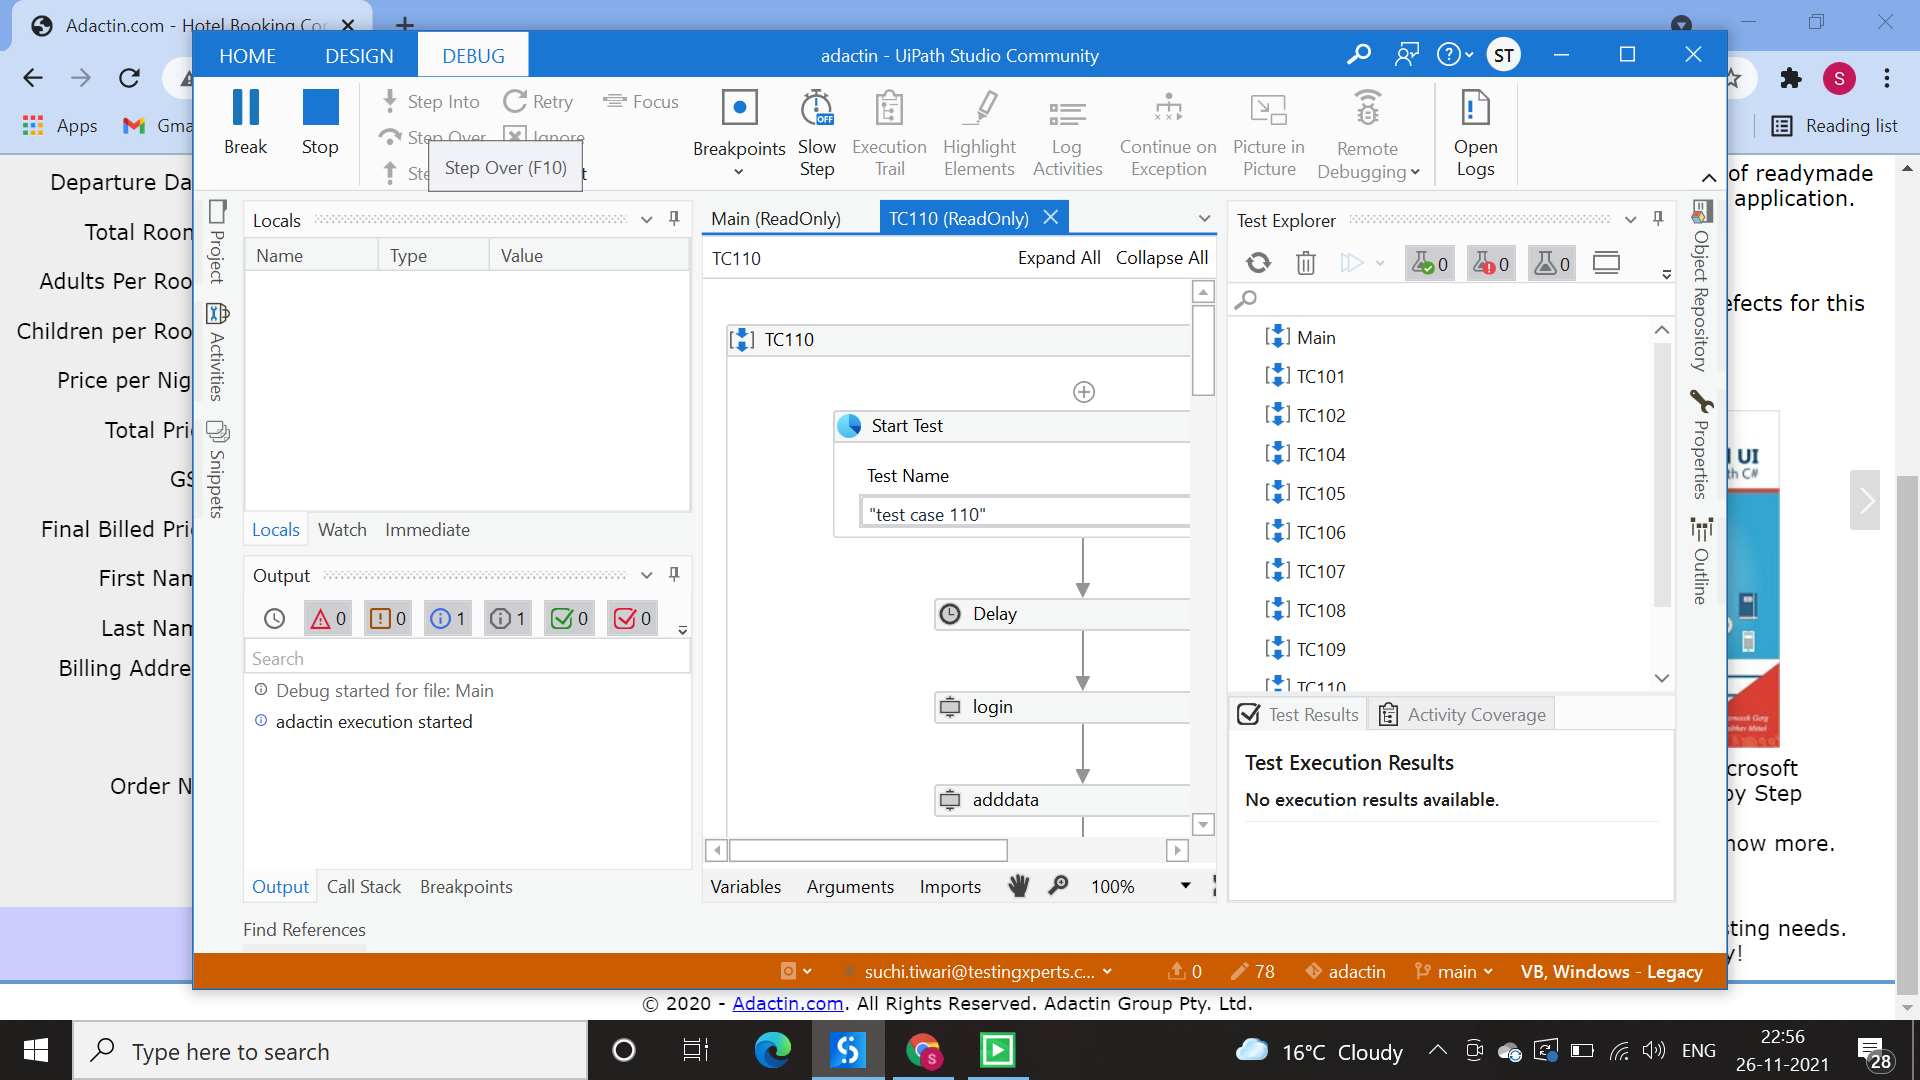 Adactin.com - Hotel Booking Co
Apps
Gma
Reading list
S
HOME
DESIGN
DEBUG
adactin - UiPath Studio Community
ST
Break
Stop
Step Into
Retry
Focus
Step Over
Ignore
Step Over (F10)
Breakpoints
Slow Step
OFF
Execution Trail
Highlight Elements
Log Activities
Continue on Exception
Picture in Picture
Remote Debugging
Open Logs
Departure Da
Total Room
Adults Per Roo
Children per Roo
Price per Nig
Total Pri
GS
Final Billed Pri
First Nam
Last Nam
Billing Addre
Order N
Project
Activities
Snippets
Locals
Name
Type
Value
Locals
Watch
Immediate
Output
0
0
1
1
0
0
Search
Debug started for file: Main
adactin execution started
Output
Call Stack
Breakpoints
Find References
Main (ReadOnly)
TC110 (ReadOnly)
TC110
Expand All
Collapse All
TC110
Start Test
Test Name
"test case 110"
Delay
login
adddata
Variables
Arguments
Imports
100%
Test Explorer
0
0
0
Main
TC101
TC102
TC104
TC105
TC106
TC107
TC108
TC109
TC110
Test Results
Activity Coverage
Test Execution Results
No execution results available.
Object Repository
Properties
Outline
of readymade
application.
efects for this
UI
th C#
crosoft
by Step
now more.
sting needs.
y!
suchi.tiwari@testingxperts.c...
0
78
adactin
main
VB, Windows - Legacy
© 2020 - Adactin.com. All Rights Reserved. Adactin Group Pty. Ltd.
Type here to search
16°C Cloudy
ENG
22:56
26-11-2021
28